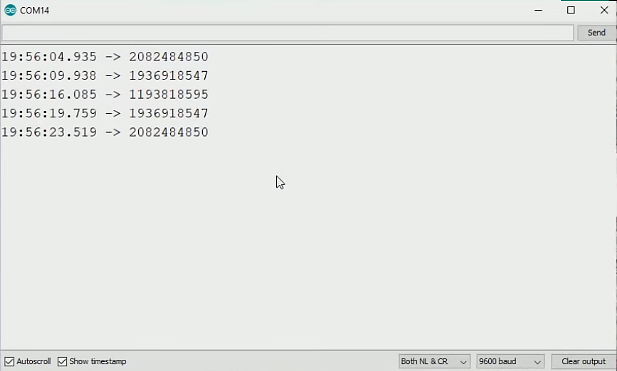 COM14
Send
19:56:04.935 -> 2082484850
19:56:09.938 -> 1936918547
19:56:16.085 -> 1193818595
19:56:19.759 -> 1936918547
19:56:23.519 -> 2082484850
Autoscroll Show timestamp Both NL & CR 9600 baud Clear output